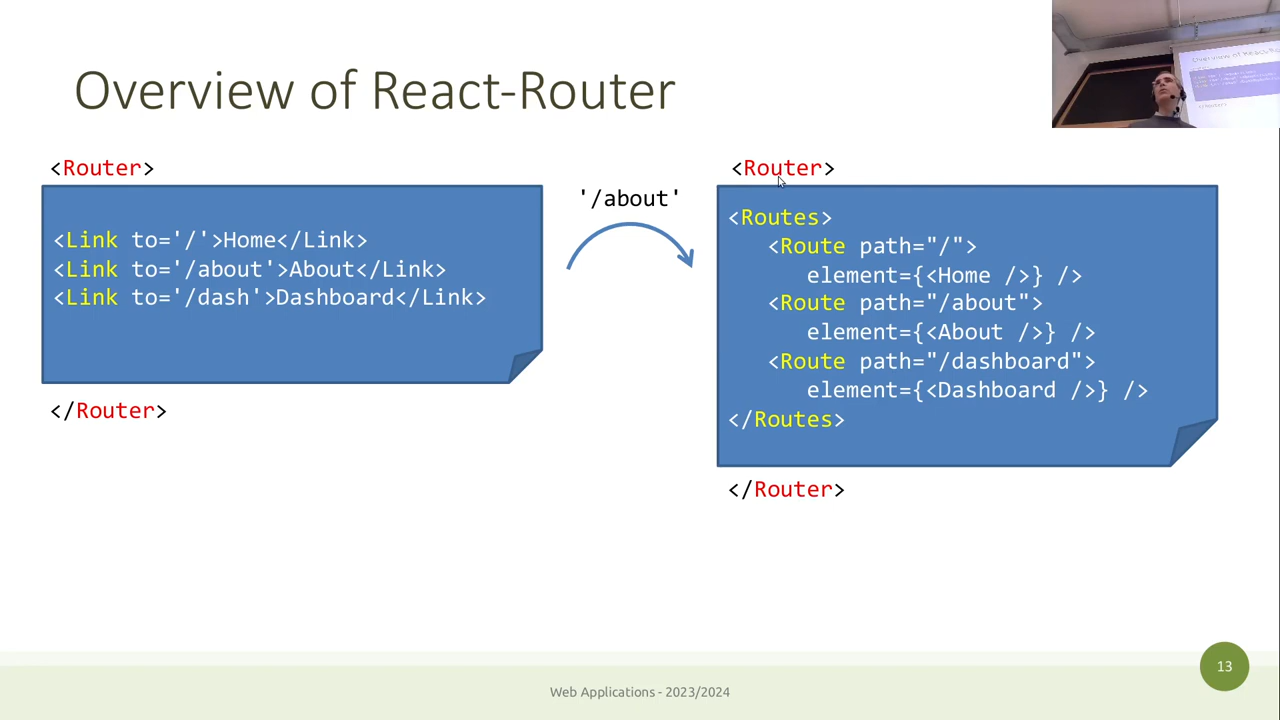 Overview of React-Router
<Router>
<Link to='/'>Home</Link>
<Link to='/about'>About</Link>
<Link to='/dash'>Dashboard</Link>
</Router>
'/about'
<Router>
<Routes>
<Route path="/">
element={<Home />} />
<Route path="/about">
element={<About />} />
<Route path="/dashboard">
element={<Dashboard />} />
</Routes>
</Router>
Web Applications - 2023/2024
13